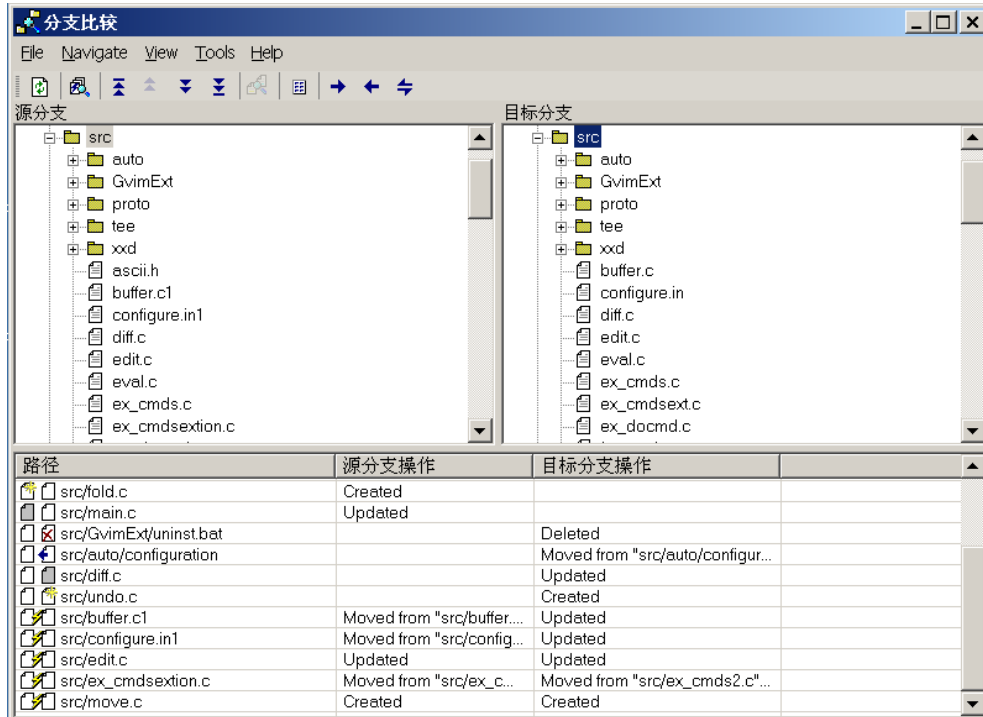 分支比较
File Navigate View Tools Help
源分支
目标分支
src
auto
GvimExt
proto
tee
xxd
ascii.h
buffer.c1
configure.in1
diff.c
edit.c
eval.c
ex_cmds.c
ex_cmdsextion.c
src
auto
GvimExt
proto
tee
xxd
buffer.c
configure.in
diff.c
edit.c
eval.c
ex_cmds.c
ex_cmdsext.c
ex_docmd.c
路径 源分支操作 目标分支操作
src/fold.c Created
src/main.c Updated
src/GvimExt/uninst.bat Deleted
src/auto/configuration Moved from "src/auto/configur...
src/diff.c Updated
src/undo.c Created
src/buffer.c1 Moved from "src/buffer.... Updated
src/configure.in1 Moved from "src/config... Updated
src/edit.c Updated Updated
src/ex_cmdsextion.c Moved from "src/ex_c... Moved from "src/ex_cmds2.c"...
src/move.c Created Created